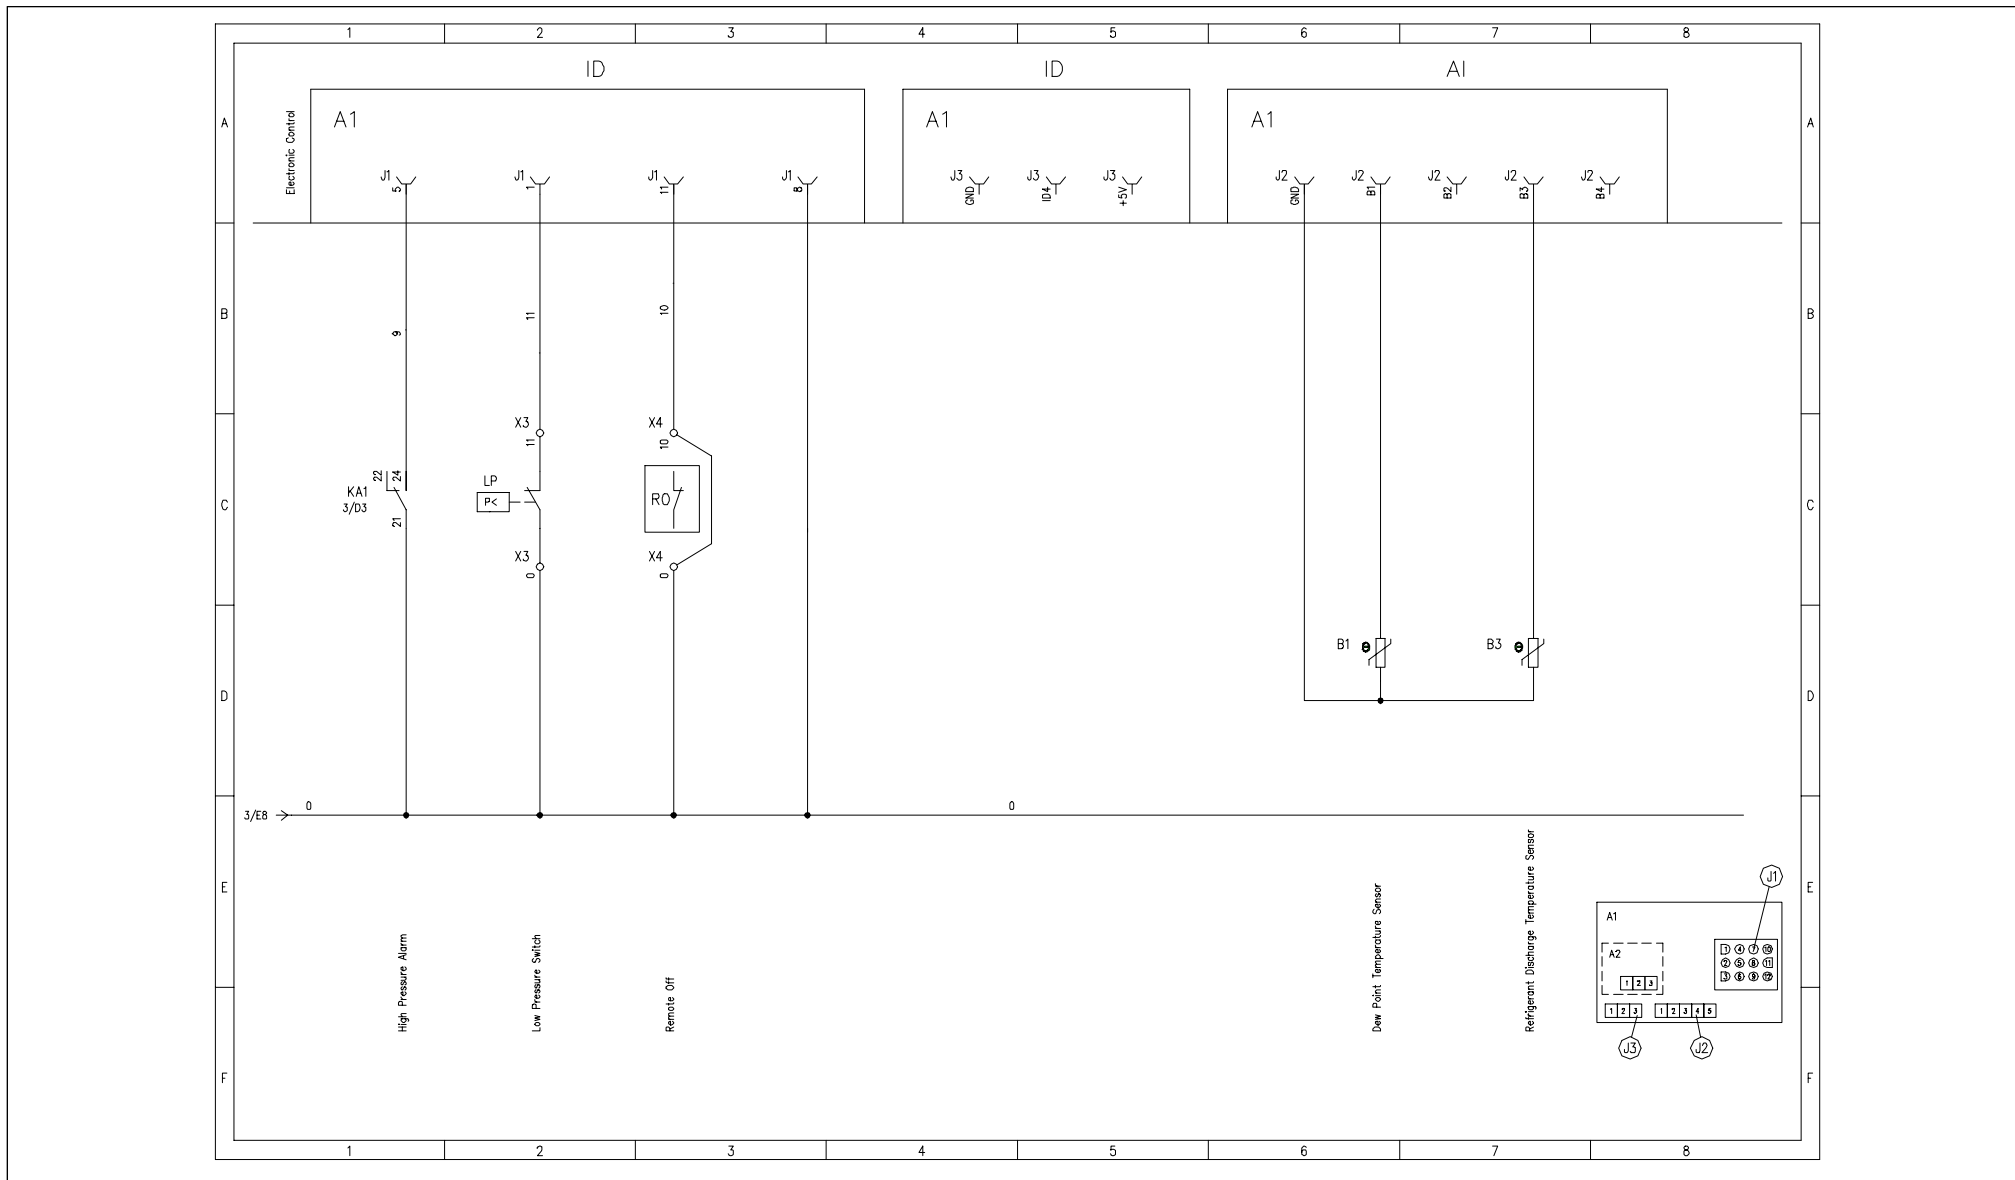 1 2 3 4 5 6 7 8
ID ID AI
A A
Electronic Control
A1 A1 A1
J1 5 J1 1 J1 11 J1 8
J3 GND J3 ID4 J3 +5V
J2 GND J2 B1 J2 B2 J2 B3 J2 B4
B B
9 11 10
C C
X3 11 X4 10
22 24
KA1
3/D3
21
LP
P<
RO
X3 0 X4 0
B1 θ B3 θ
D D
3/E8 0 0
E E
High Pressure Alarm
Low Pressure Switch
Remote Off
Dew Point Temperature Sensor
Refrigerant Discharge Temperature Sensor
J1
A1
A2
1 4 7 10
2 5 8 11
3 6 9 12
1 2 3
1 2 3 1 2 3 4 5
J3 J2
F F
1 2 3 4 5 6 7 8